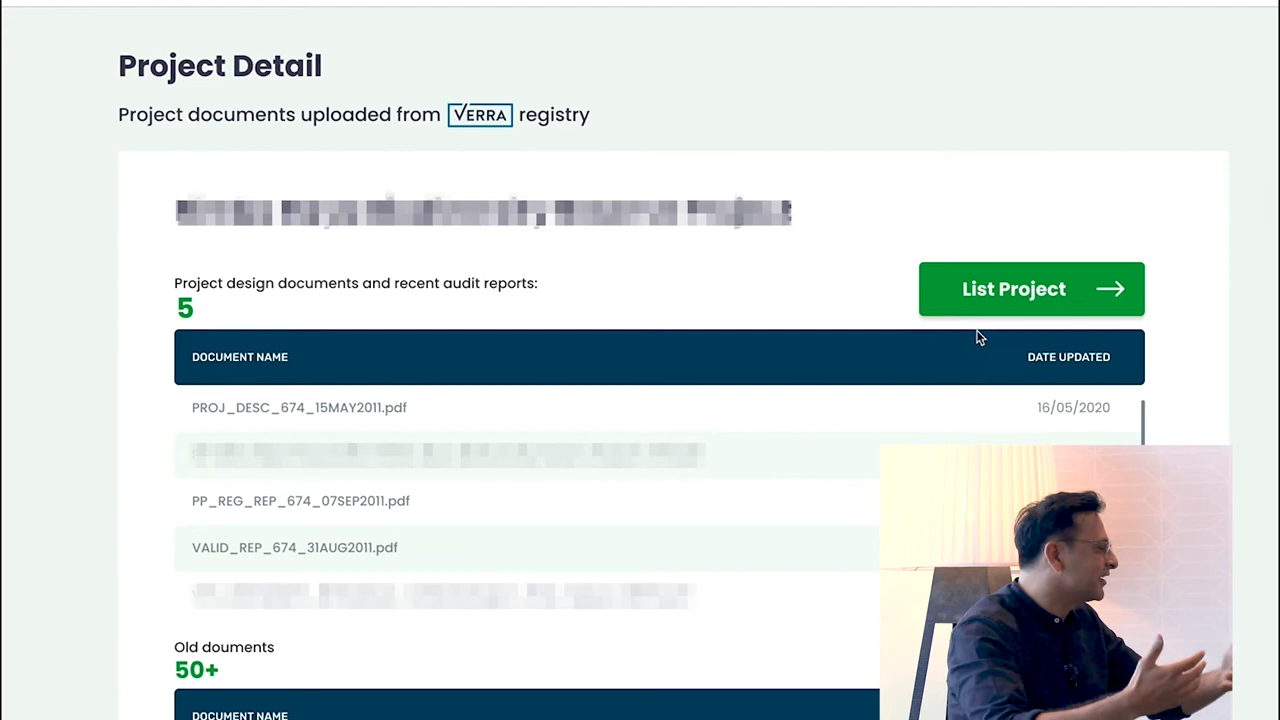 Project Detail
Project documents uploaded from VERRA registry
Project design documents and recent audit reports:
5
List Project
DOCUMENT NAME DATE UPDATED
PROJ_DESC_674_15MAY2011.pdf 16/05/2020
PP_REG_REP_674_07SEP2011.pdf
VALID_REP_674_31AUG2011.pdf
Old douments
50+
DOCUMENT NAME